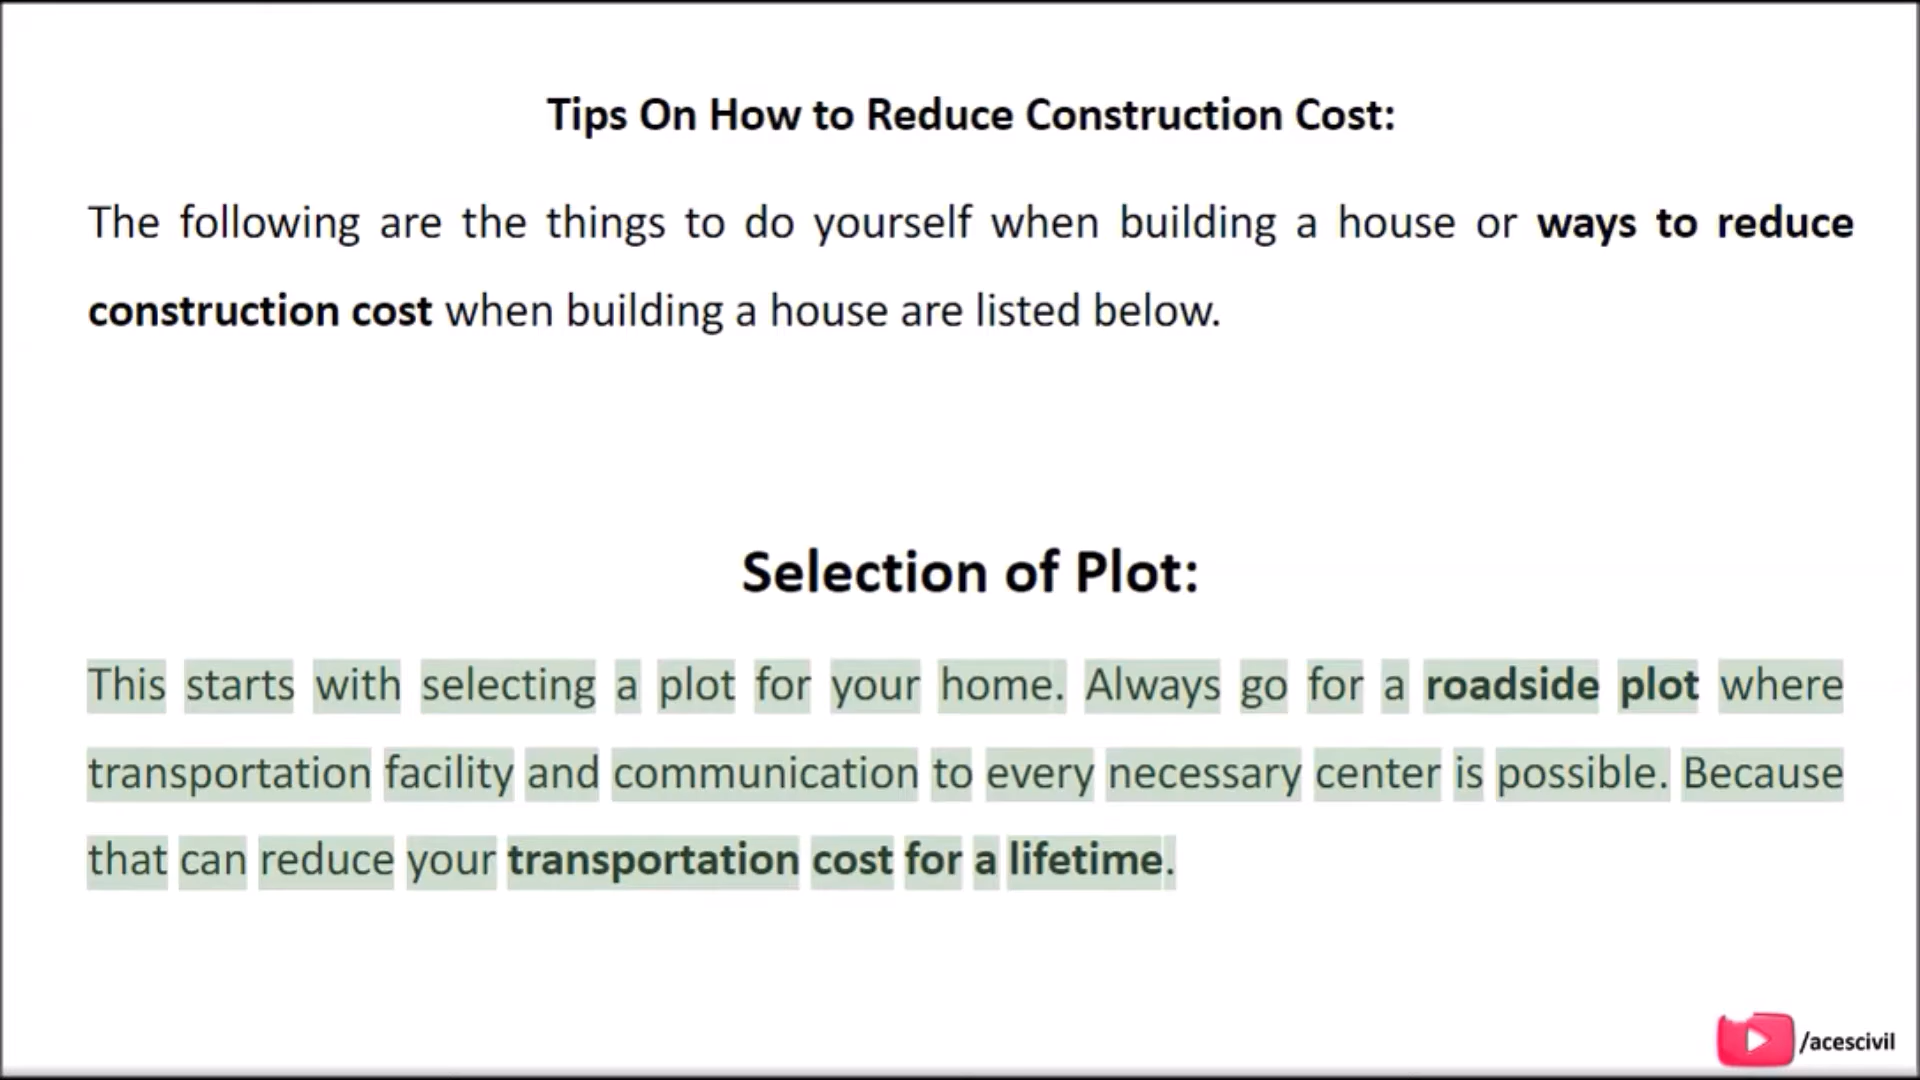 Tips On How to Reduce Construction Cost:
The following are the things to do yourself when building a house or ways to reduce
construction cost when building a house are listed below.
Selection of Plot:
This starts with selecting a plot for your home. Always go for a roadside plot where
transportation facility and communication to every necessary center is possible. Because
that can reduce your transportation cost for a lifetime.
/acescivil